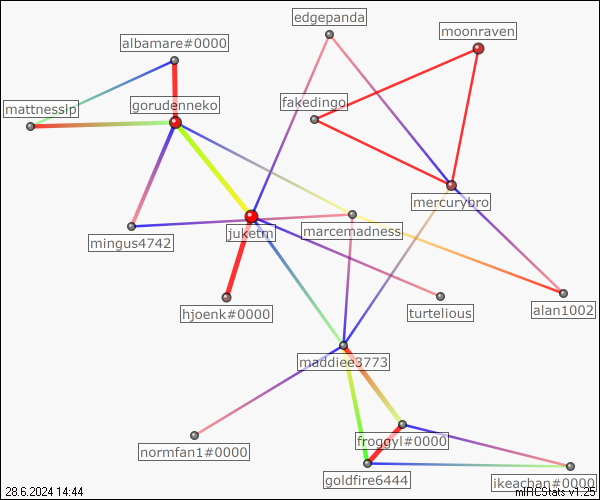 edgepanda
moonraven
albamare#0000
gorudenneko
fakedingo
mattnesslp
mercurybro
juketm
marcemadness
mingus4742
hjoenk#0000
turtelious
alan1002
maddiee3773
froggyl#0000
normfan1#0000
goldfire6444
ikeachan#0000
28.6.2024 14:44
mIRCStats v1.25